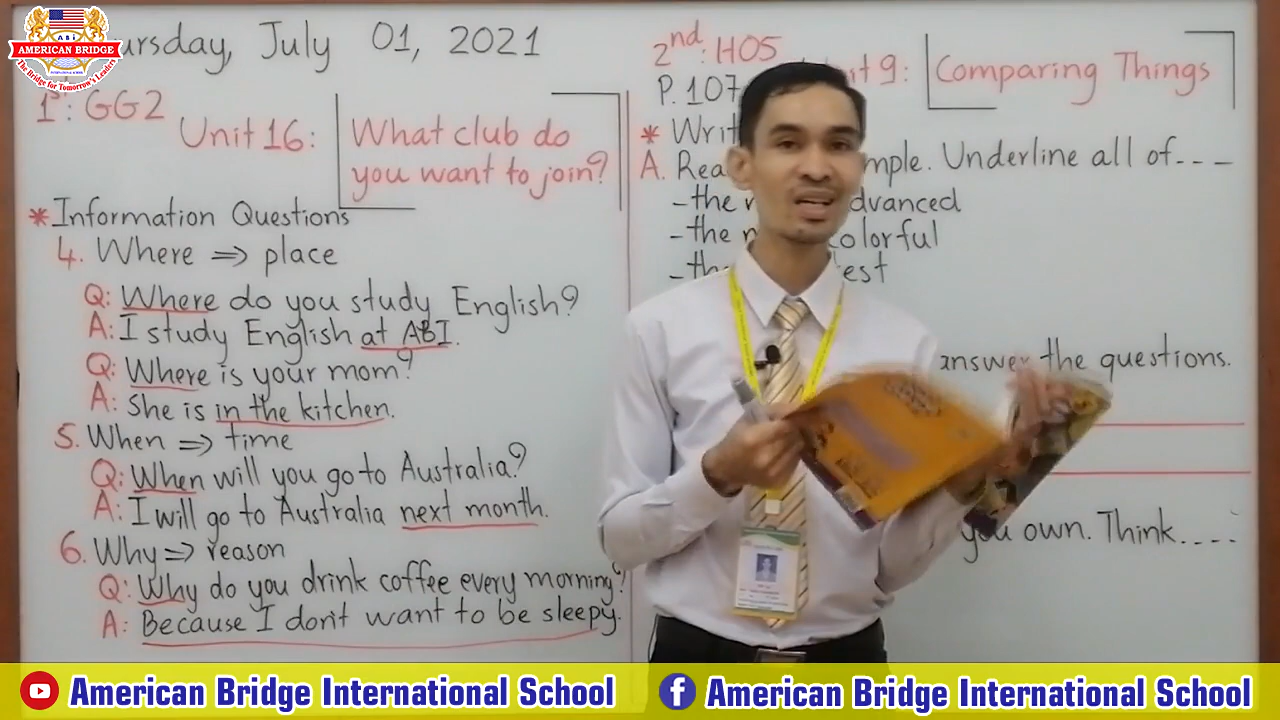 AMERICAN BRIDGE
The Bridge for Tomorrow's Leaders
ursday, July 01, 2021
1st: GG2
Unit 16:
What club do
you want to join?
* Information Questions
4. Where ⇒ place
Q: Where do you study English?
A: I study English at ABI.
Q: Where is your mom?
A: She is in the kitchen.
5. When ⇒ time
Q: When will you go to Australia?
A: I will go to Australia next month.
6. Why ⇒ reason
Q: Why do you drink coffee every morning?
A: Because I don't want to be sleepy.
2nd: H05
P. 107
9:
Comparing Things
* Writ
A. Rea mple. Underline all of----
- the dvanced
- the olorful
- the est
answer the questions.
you own. Think....
American Bridge International School
American Bridge International School